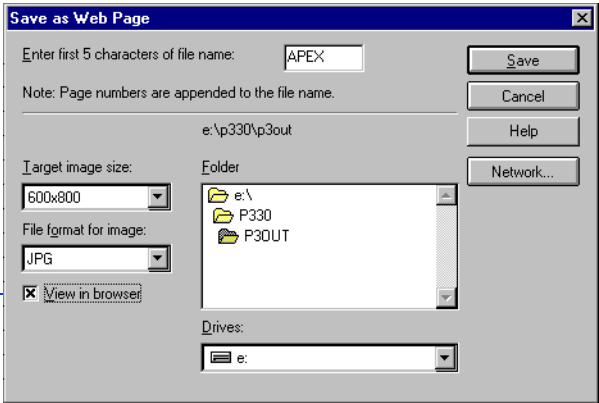 Save as Web Page
Enter first 5 characters of file name: APEX
Save
Note: Page numbers are appended to the file name.
Cancel
e:\p330\p3out
Help
Target image size:
Folder
Network...
600x800
e:\
P330
File format for image:
P3OUT
JPG
View in browser
Drives:
e: